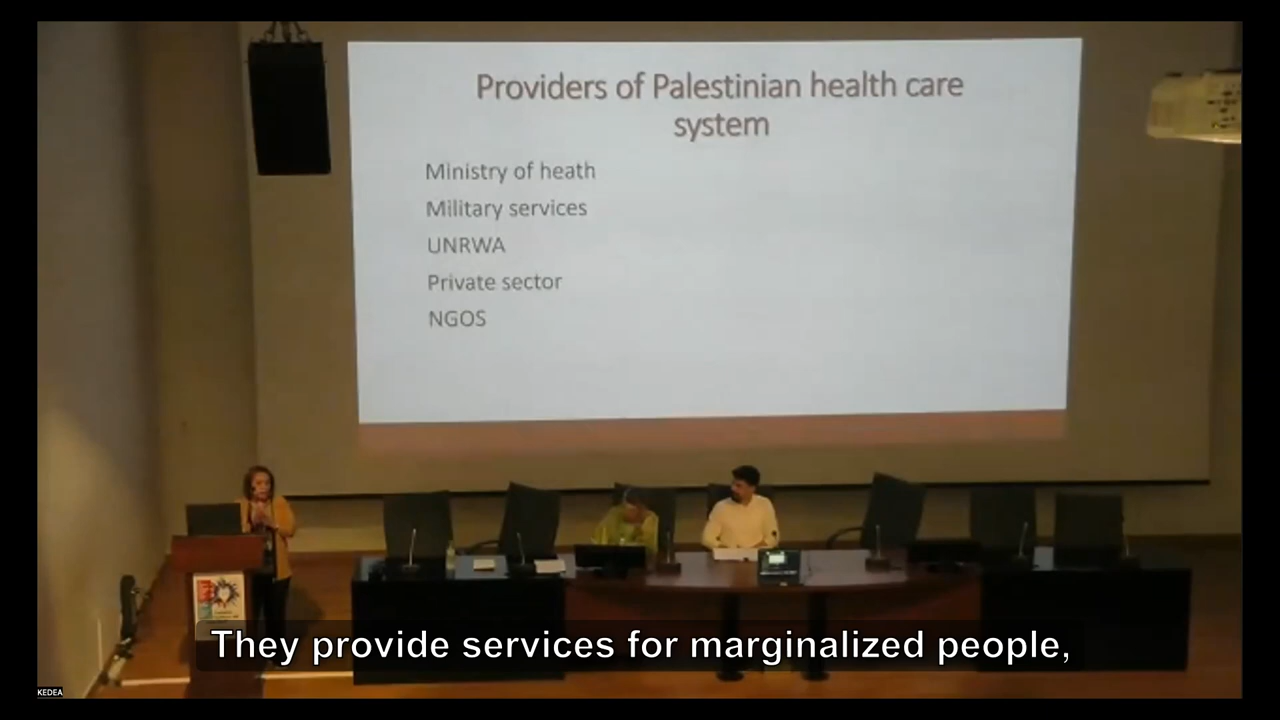 Providers of Palestinian health care
system
Ministry of heath
Military services
UNRWA
Private sector
NGOS
They provide services for marginalized people,
KEDEA